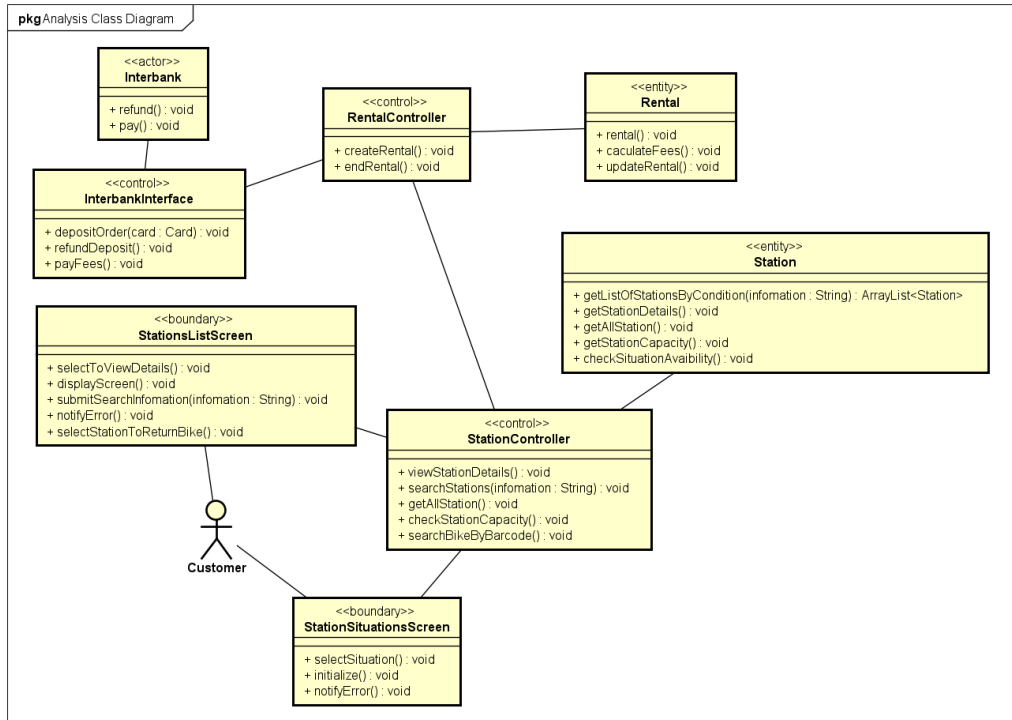 pkg Analysis Class Diagram
<<actor>>
Interbank
+ refund() : void
+ pay() : void
<<control>>
RentalController
+ createRental() : void
+ endRental() : void
<<entity>>
Rental
+ rental() : void
+ caculateFees() : void
+ updateRental() : void
<<control>>
InterbankInterface
+ depositOrder(card : Card) : void
+ refundDeposit() : void
+ payFees() : void
<<entity>>
Station
+ getListOfStationsByCondition(infomation : String) : ArrayList<Station>
+ getStationDetails() : void
+ getAllStation() : void
+ getStationCapacity() : void
+ checkSituationAvaibility() : void
<<boundary>>
StationsListScreen
+ selectToViewDetails() : void
+ displayScreen() : void
+ submitSearchInfomation(infomation : String) : void
+ notifyError() : void
+ selectStationToReturnBike() : void
<<control>>
StationController
+ viewStationDetails() : void
+ searchStations(infomation : String) : void
+ getAllStation() : void
+ checkStationCapacity() : void
+ searchBikeByBarcode() : void
Customer
<<boundary>>
StationSituationsScreen
+ selectSituation() : void
+ initialize() : void
+ notifyError() : void